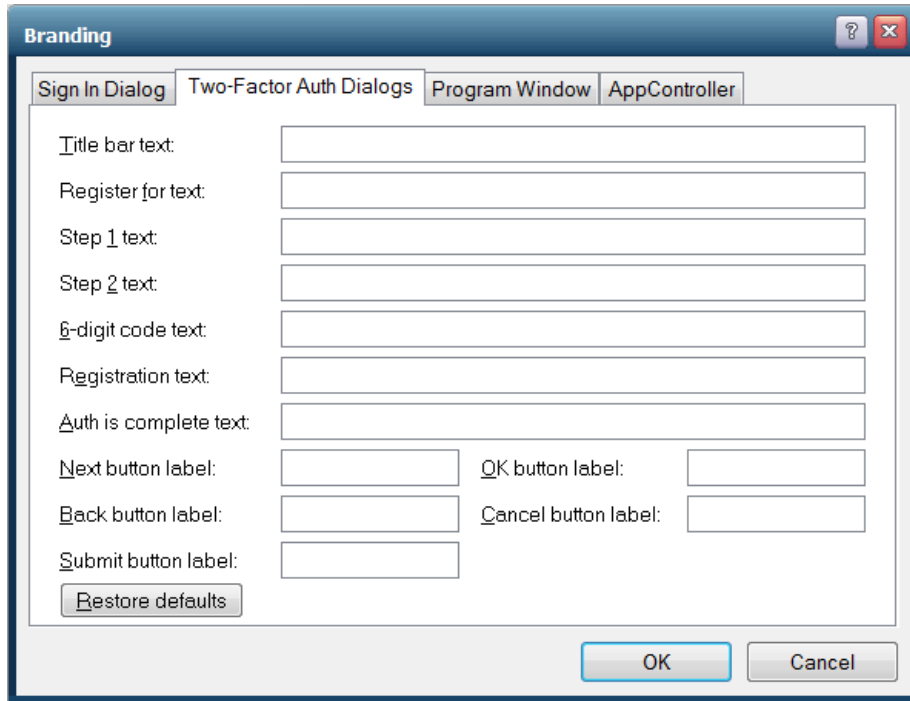 Branding
Sign In Dialog Two-Factor Auth Dialogs Program Window AppController
Title bar text:
Register for text:
Step 1 text:
Step 2 text:
6-digit code text:
Registration text:
Auth is complete text:
Next button label: OK button label:
Back button label: Cancel button label:
Submit button label:
Restore defaults
OK Cancel